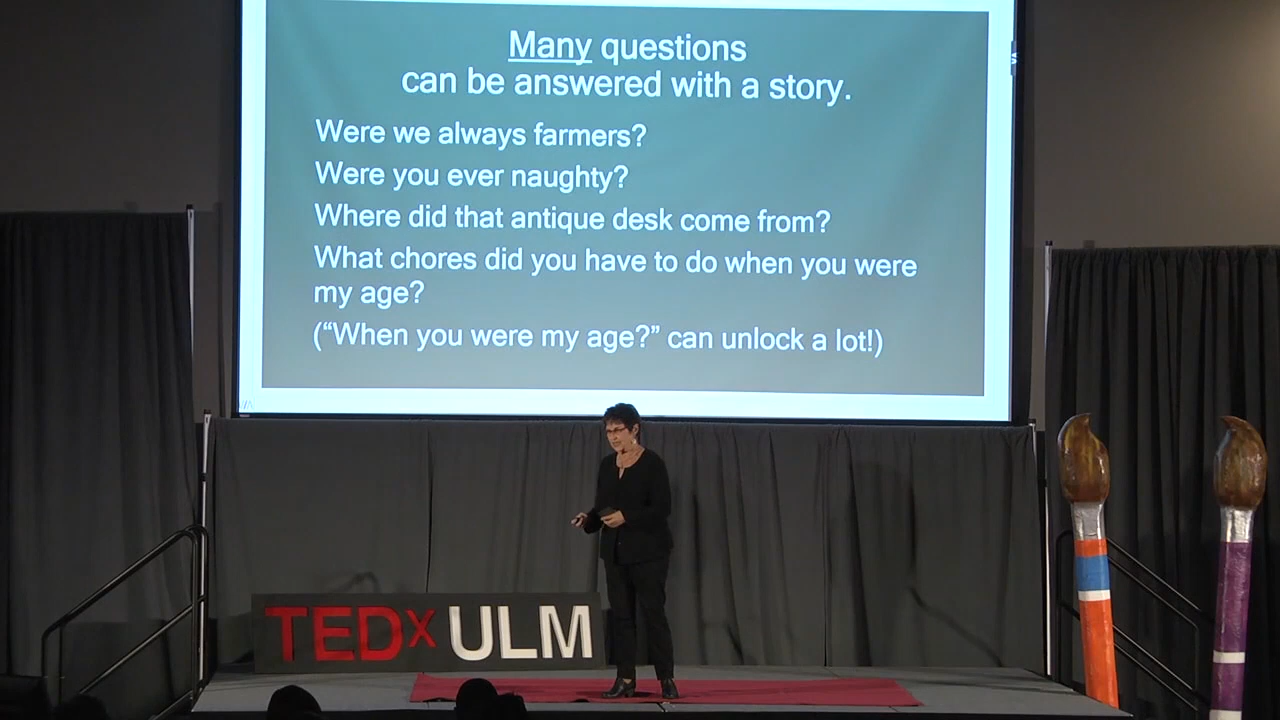 Many questions
can be answered with a story.
Were we always farmers?
Were you ever naughty?
Where did that antique desk come from?
What chores did you have to do when you were
my age?
(“When you were my age?” can unlock a lot!)
TEDx ULM